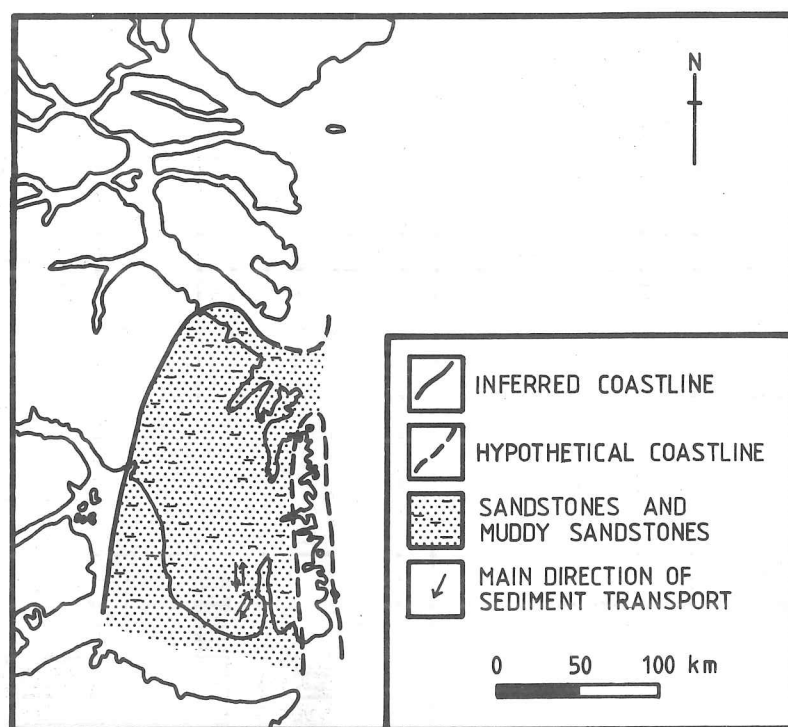 N
INFERRED COASTLINE
HYPOTHETICAL COASTLINE
SANDSTONES AND
MUDDY SANDSTONES
MAIN DIRECTION OF
SEDIMENT TRANSPORT
0 50 100 km